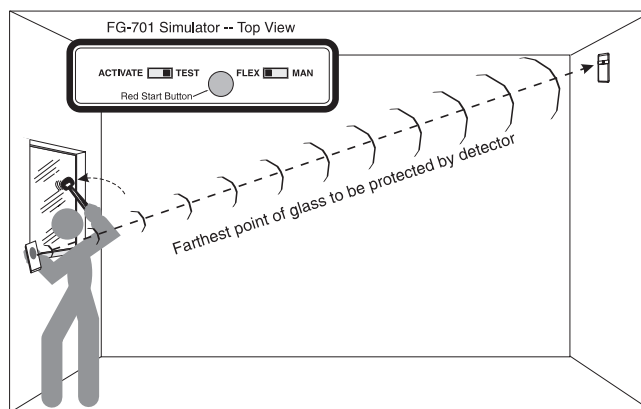 FG-701 Simulator -- Top View
ACTIVATE TEST FLEX MAN
Red Start Button
Farthest point of glass to be protected by detector